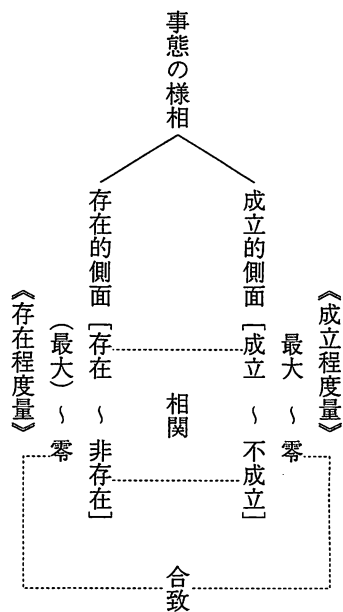 事態の様相
《成立程度量》
最大 ～ 零
成立的側面［成立 ～ 不成立］
相関
存在的側面［存在 ～ 非存在］
（最大）～ 零
《存在程度量》
合致